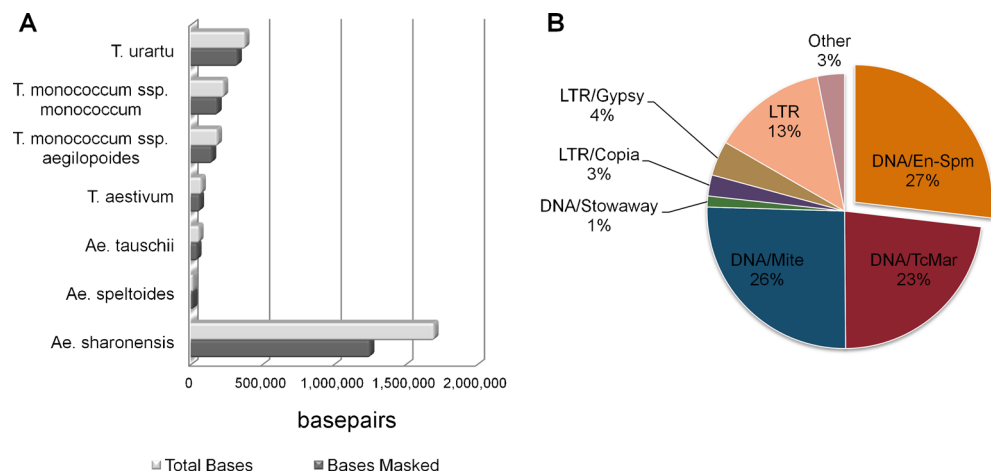 A
T. urartu
T. monococcum ssp.
monococcum
T. monococcum ssp.
aegilopoides
T. aestivum
Ae. tauschii
Ae. speltoides
Ae. sharonensis
0 500,000 1,000,000 1,500,000 2,000,000
basepairs
Total Bases Bases Masked
B
Other
3%
LTR/Gypsy
4%
LTR
13%
LTR/Copia
3%
DNA/En-Spm
27%
DNA/Stowaway
1%
DNA/Mite
26%
DNA/TcMar
23%